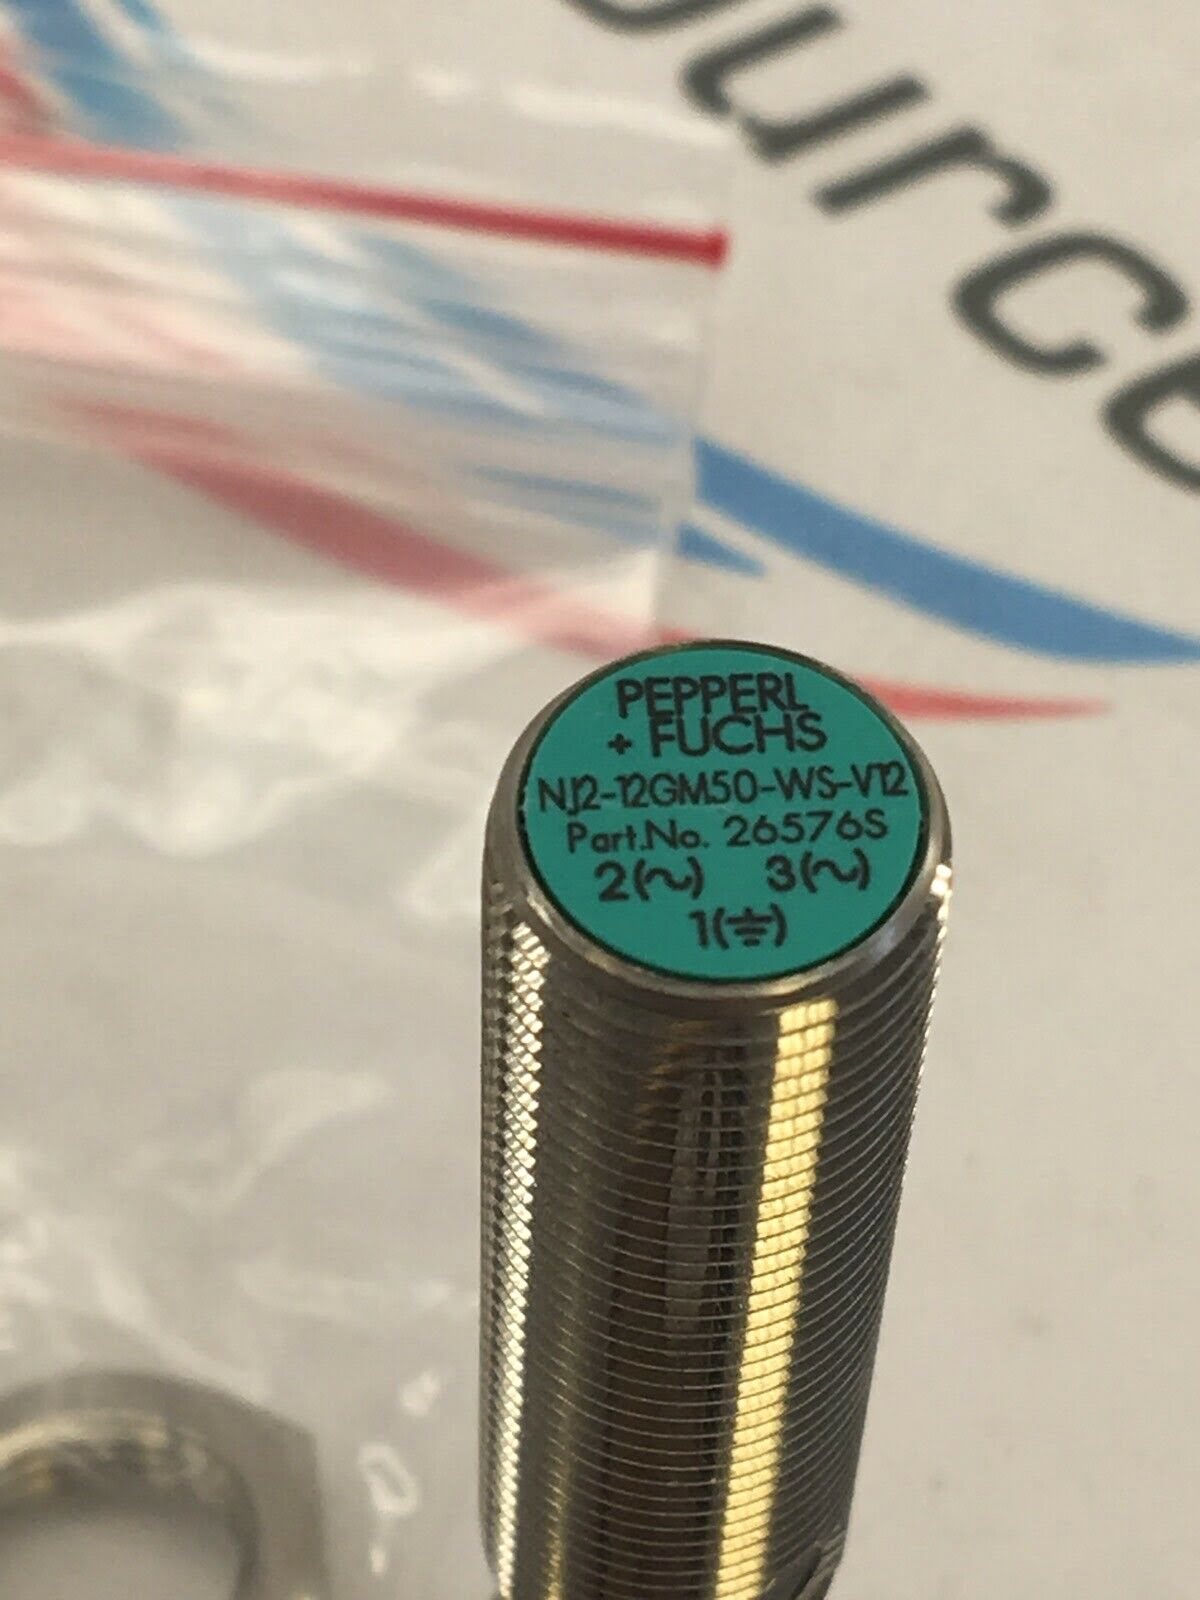 ource
PEPPERL
+ FUCHS
NJ2-12GM50-WS-V12
Part.No. 26576S
2(~) 3(~)
1(⏚)